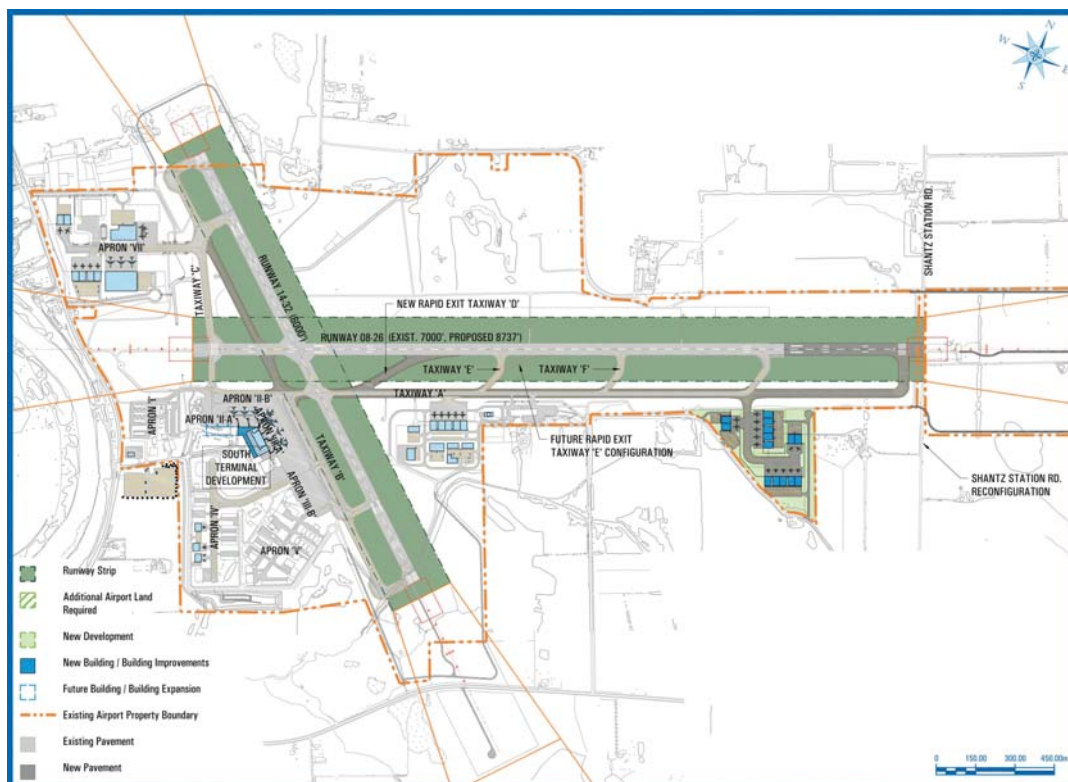 N
W
E
S
SHANTZ STATION RD.
APRON 'VII'
TAXIWAY 'C'
RUNWAY 14-32 (6000')
NEW RAPID EXIT TAXIWAY 'D'
RUNWAY 08-26 (EXIST. 7000', PROPOSED 8737')
TAXIWAY 'E'
TAXIWAY 'F'
TAXIWAY 'A'
APRON 'I'
APRON 'II-B'
APRON 'II-A'
SOUTH
TERMINAL
DEVELOPMENT
TAXIWAY 'B'
FUTURE RAPID EXIT
TAXIWAY 'E' CONFIGURATION
APRON 'III-B'
APRON 'IV'
APRON 'V'
SHANTZ STATION RD.
RECONFIGURATION
Runway Strip
Additional Airport Land
Required
New Development
New Building / Building Improvements
Future Building / Building Expansion
Existing Airport Property Boundary
Existing Pavement
New Pavement
0 150.00 300.00 450.00m